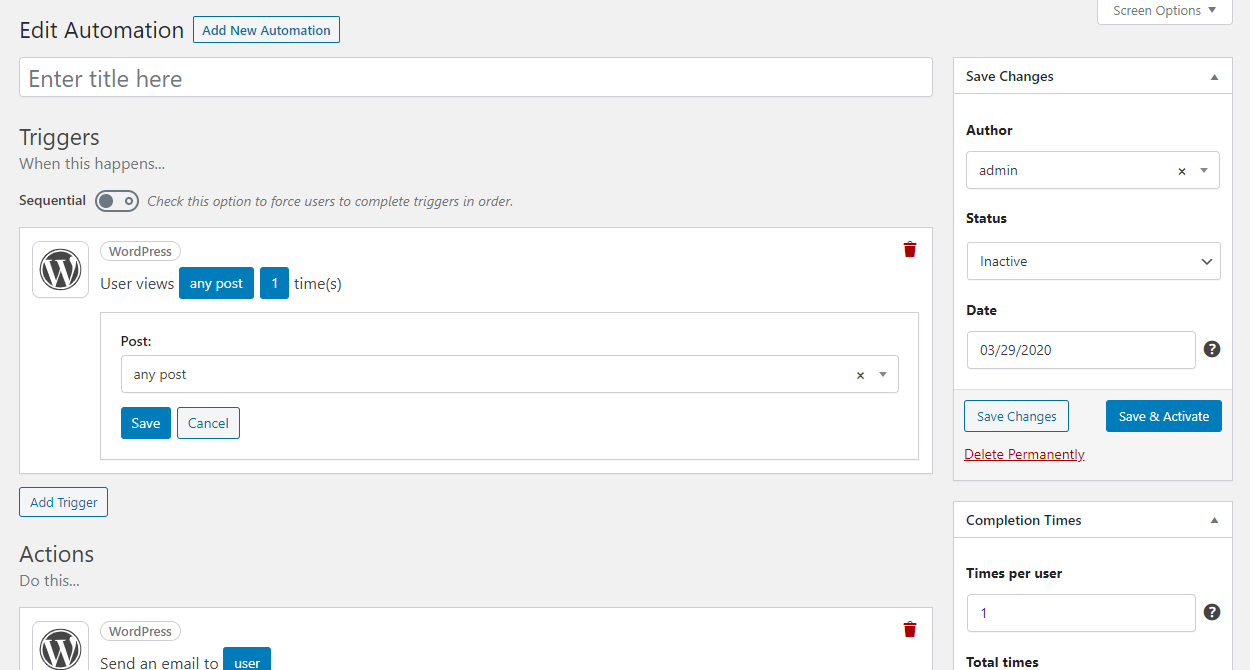 Screen Options
Edit Automation Add New Automation
Enter title here
Triggers
When this happens...
Sequential Check this option to force users to complete triggers in order.
WordPress
User views any post 1 time(s)
Post:
any post
Save Cancel
Add Trigger
Actions
Do this...
WordPress
Send an email to user
Save Changes
Author
admin
Status
Inactive
Date
03/29/2020
Save Changes Save & Activate
Delete Permanently
Completion Times
Times per user
1
Total times